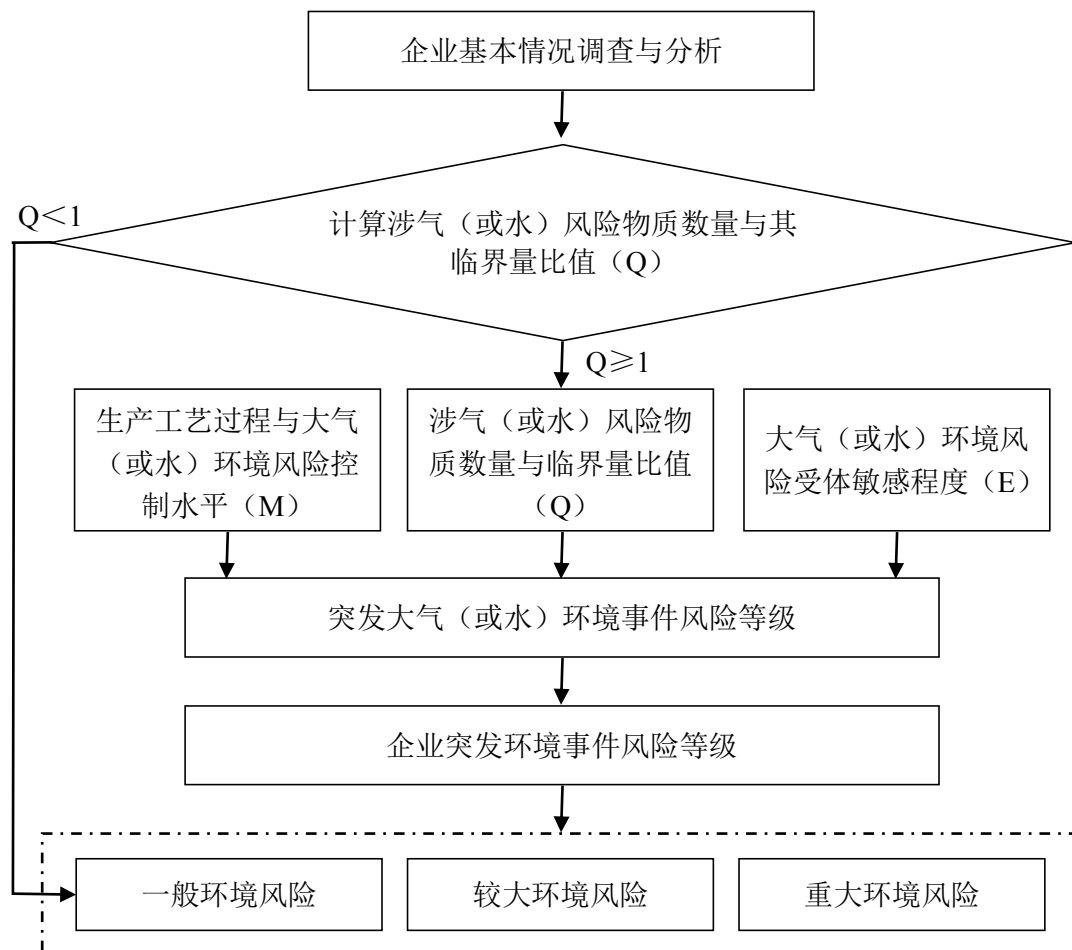 企业基本情况调查与分析
Q＜1
计算涉气（或水）风险物质数量与其
临界量比值（Q）
Q≥1
生产工艺过程与大气
（或水）环境风险控
制水平（M）
涉气（或水）风险物
质数量与临界量比值
（Q）
大气（或水）环境风
险受体敏感程度（E）
突发大气（或水）环境事件风险等级
企业突发环境事件风险等级
一般环境风险
较大环境风险
重大环境风险